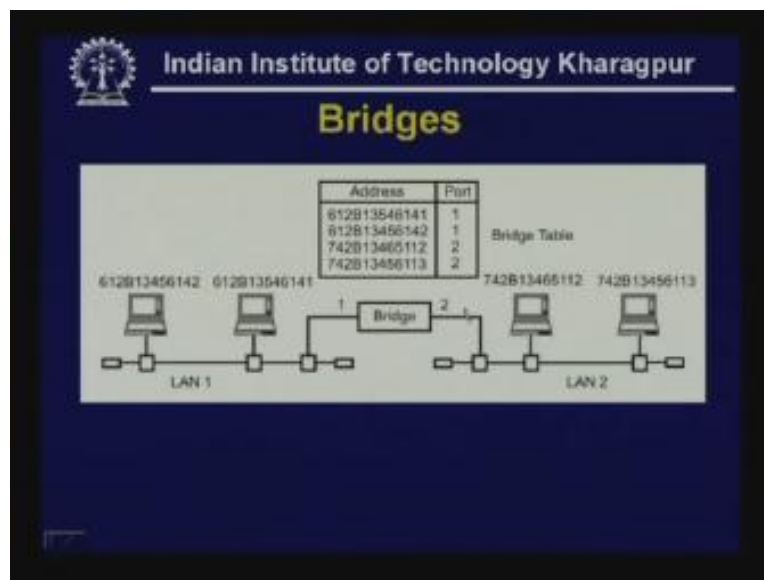 Indian Institute of Technology Kharagpur
Bridges
Address Port
612B13546141 1
612B13456142 1
742B13465112 2
742B13456113 2
Bridge Table
612B13456142 612B13546141 742B13465112 742B13456113
1 Bridge 2
LAN 1 LAN 2